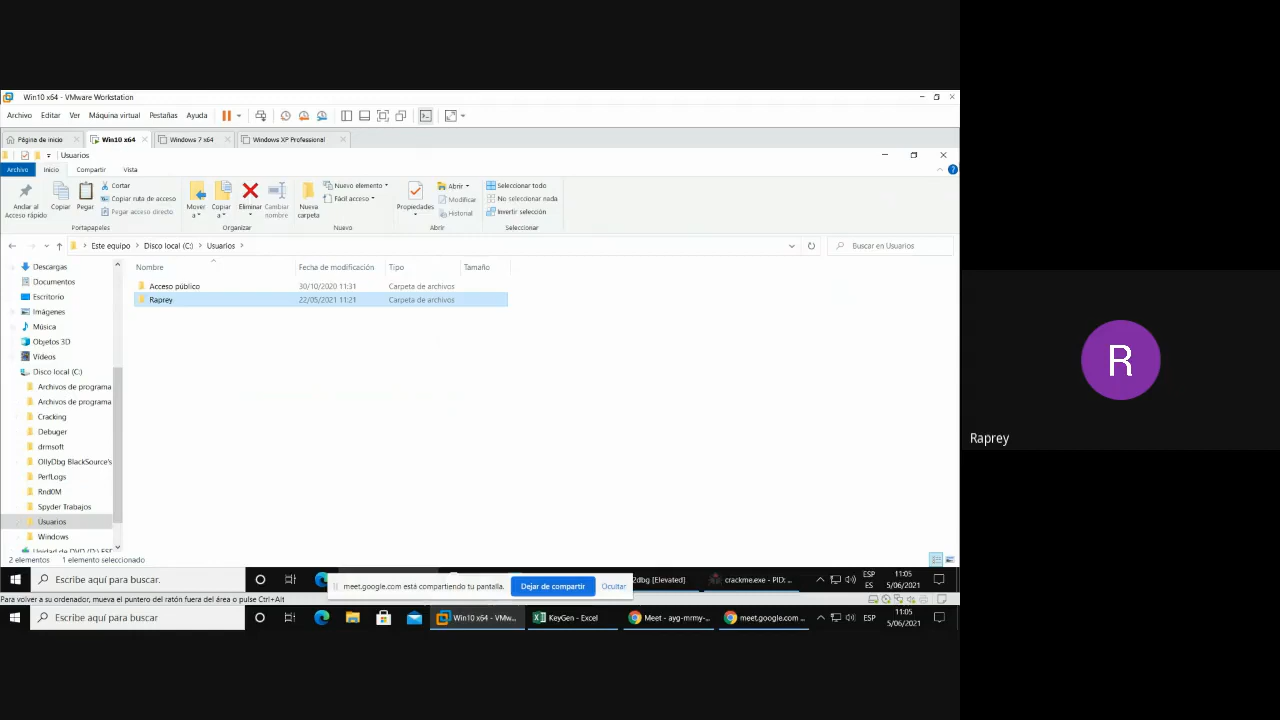 Win10 x64 - VMware Workstation
Archivo Editar Ver Máquina virtual Pestañas Ayuda
Página de inicio Win10 x64 Windows 7 x64 Windows XP Professional
Usuarios
Archivo Inicio Compartir Vista
Andar al Acceso rápido
Copiar
Pegar
Cortar
Copiar ruta de acceso
Pegar acceso directo
Portapapeles
Mover a
Copiar a
Eliminar
Cambiar nombre
Organizar
Nueva carpeta
Nuevo elemento
Fácil acceso
Nuevo
Propiedades
Abrir
Modificar
Historial
Abrir
Seleccionar todo
No seleccionar nada
Invertir selección
Seleccionar
Este equipo Disco local (C:) Usuarios
Buscar en Usuarios
Nombre Fecha de modificación Tipo Tamaño
Acceso público 30/10/2020 11:31 Carpeta de archivos
Raprey 22/05/2021 11:21 Carpeta de archivos
Descargas
Documentos
Escritorio
Imágenes
Música
Objetos 3D
Vídeos
Disco local (C:)
Archivos de programa
Archivos de programa
Cracking
Debuger
drmsoft
OllyDbg BlackSource's
PerfLogs
Rnd0M
Spyder Trabajos
Usuarios
Windows
2 elementos 1 elemento seleccionado
Escribe aquí para buscar.
meet.google.com está compartiendo tu pantalla. Dejar de compartir Ocultar
2dbg [Elevated] crackme.exe - PID: ...
ESP
ES
11:05
5/06/2021
Para volver a su ordenador, mueva el puntero del ratón fuera del área o pulse Ctrl+Alt
Escribe aquí para buscar
Win10 x64 - VMw... KeyGen - Excel Meet - ayg-mrmy-... meet.google.com ...
ESP
11:05
5/06/2021
R
Raprey